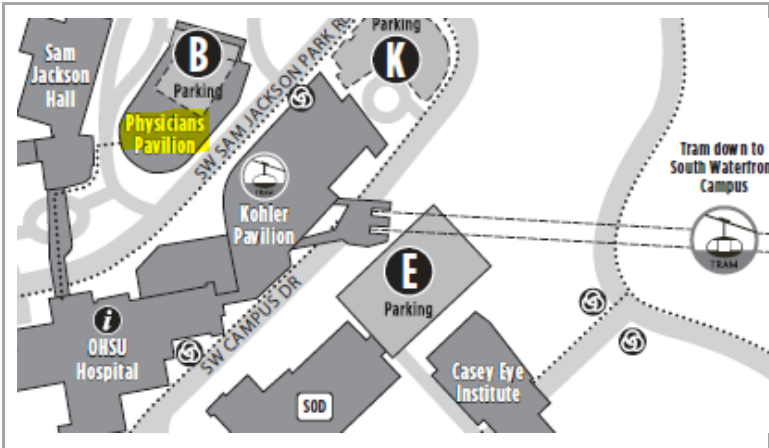 Sam
Jackson
Hall
B
Parking
Physicians
Pavilion
SW SAM JACKSON PARK R
Parking
K
TRAM
Kohler
Pavilion
Tram down to
South Waterfron
Campus
TRAM
E
Parking
i
OHSU
Hospital
SW CAMPUS DR
SOD
Casey Eye
Institute